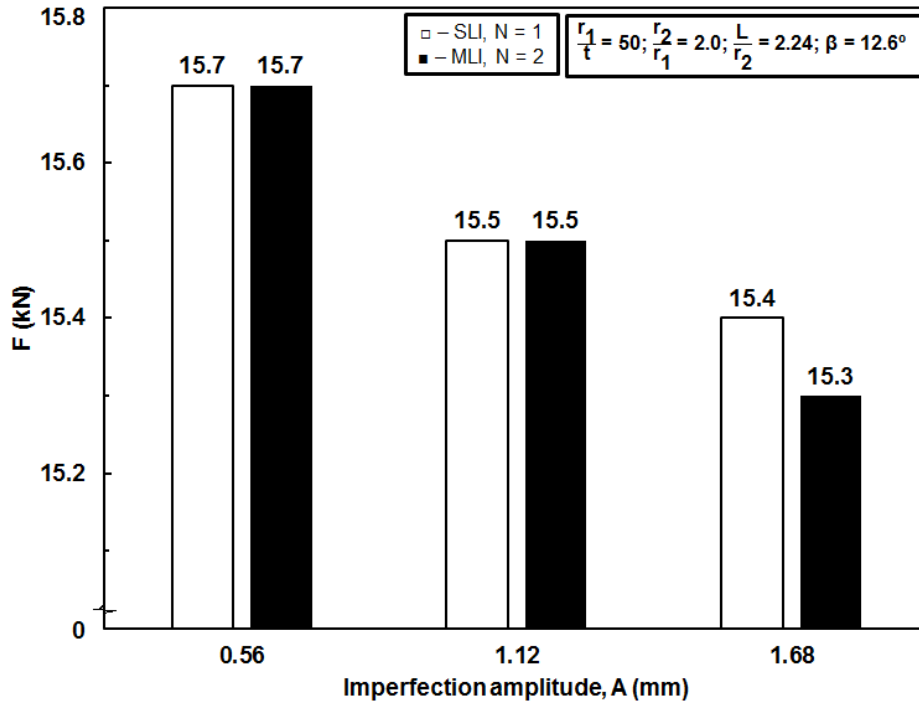 15.8
□ – SLI, N = 1
■ – MLI, N = 2
r1/t = 50; r2/r1 = 2.0; L/r2 = 2.24; β = 12.6º
15.7 15.7
15.6
15.5 15.5
15.4
15.4
15.3
15.2
0
F (kN)
0.56 1.12 1.68
Imperfection amplitude, A (mm)